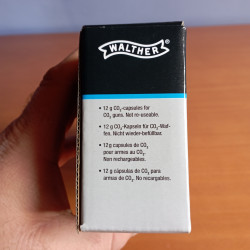 WALTHER®
• 12 g CO₂-capsules for
CO₂ guns. Not re-useable.
• 12 g CO₂-Kapsule für CO₂-Waf-
fen. Nicht wieder-befüllbar.
• 12g capsules de CO₂
pour armes au CO₂.
Non rechargeables.
• 12 g cápsulas de CO₂ para
armas de CO₂. No recargables.